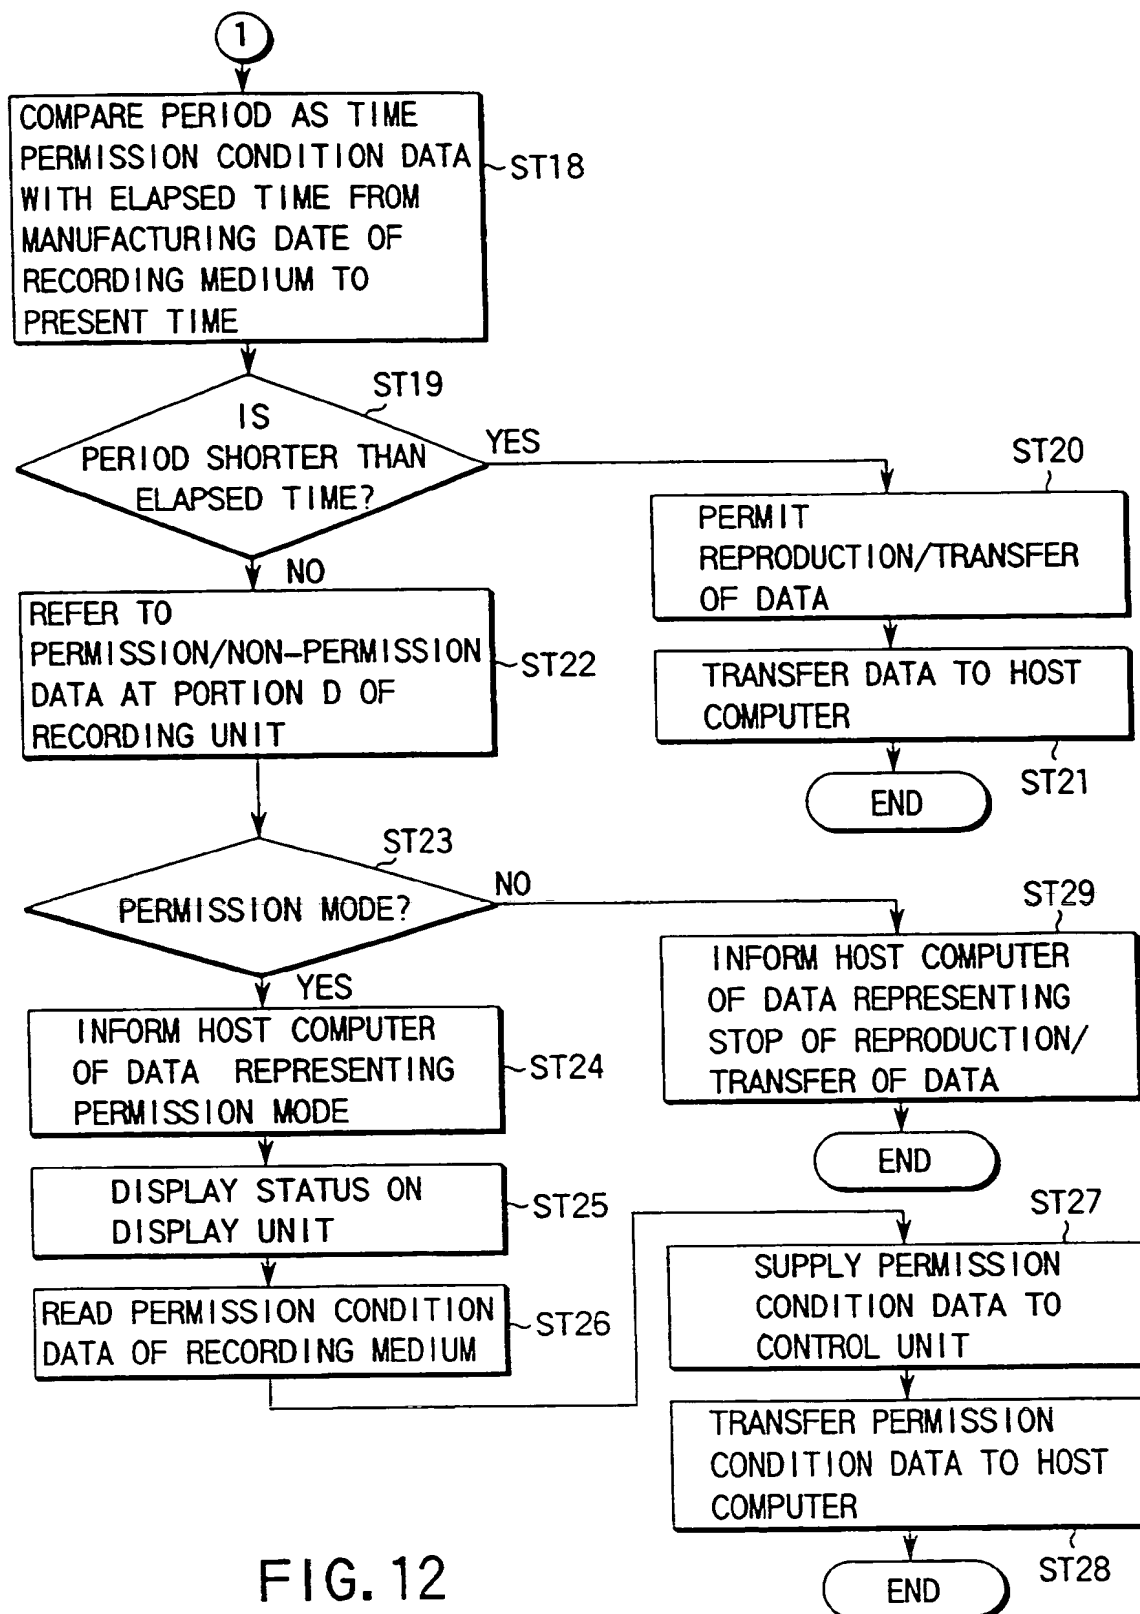 1
COMPARE PERIOD AS TIME
PERMISSION CONDITION DATA
WITH ELAPSED TIME FROM
MANUFACTURING DATE OF
RECORDING MEDIUM TO
PRESENT TIME
ST18
ST19
IS
PERIOD SHORTER THAN
ELAPSED TIME?
YES
NO
ST20
PERMIT
REPRODUCTION/TRANSFER
OF DATA
TRANSFER DATA TO HOST
COMPUTER
ST21
END
REFER TO
PERMISSION/NON-PERMISSION
DATA AT PORTION D OF
RECORDING UNIT
ST22
ST23
PERMISSION MODE?
NO
YES
ST29
INFORM HOST COMPUTER
OF DATA REPRESENTING
STOP OF REPRODUCTION/
TRANSFER OF DATA
END
INFORM HOST COMPUTER
OF DATA REPRESENTING
PERMISSION MODE
ST24
DISPLAY STATUS ON
DISPLAY UNIT
ST25
READ PERMISSION CONDITION
DATA OF RECORDING MEDIUM
ST26
ST27
SUPPLY PERMISSION
CONDITION DATA TO
CONTROL UNIT
TRANSFER PERMISSION
CONDITION DATA TO HOST
COMPUTER
ST28
END
FIG. 12